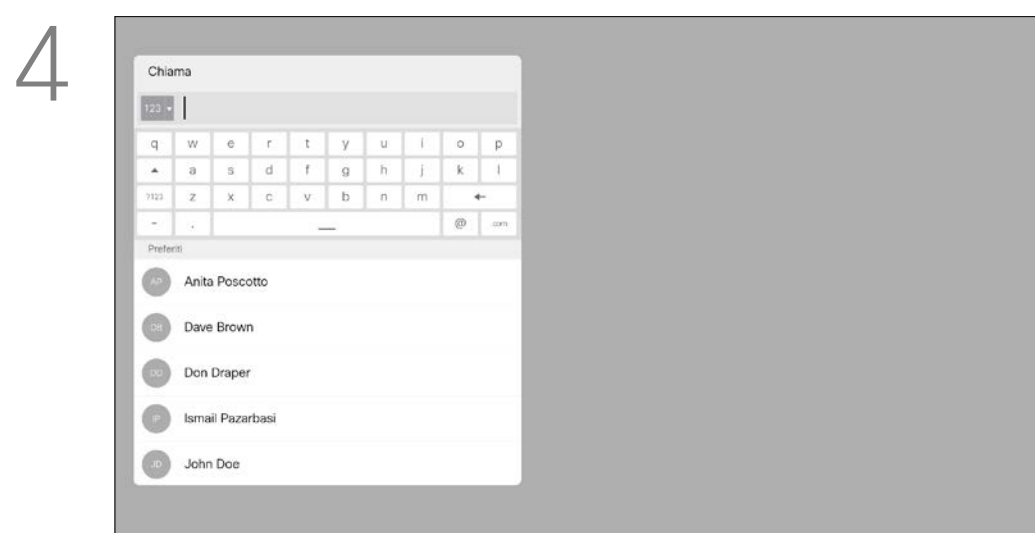 4
Chiama
123
q w e r t y u i o p
a s d f g h j k l
?123 z x c v b n m
- . @ .com
Preferiti
AP Anita Poscotto
DB Dave Brown
DD Don Draper
IP Ismail Pazarbasi
JD John Doe